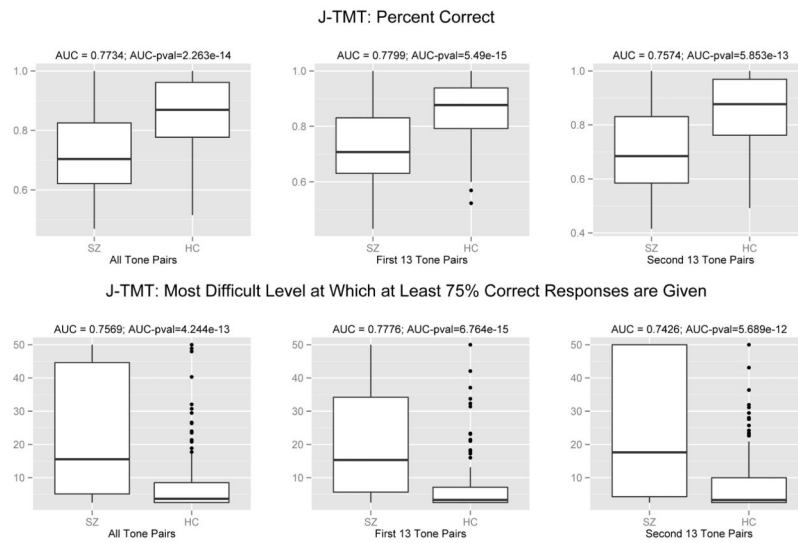 J-TMT: Percent Correct
AUC = 0.7734; AUC-pval=2.263e-14
AUC = 0.7799; AUC-pval=5.49e-15
AUC = 0.7574; AUC-pval=5.853e-13
1.0
0.8
0.6
SZ
HC
All Tone Pairs
1.0
0.8
0.6
SZ
HC
First 13 Tone Pairs
1.0
0.8
0.6
0.4
SZ
HC
Second 13 Tone Pairs
J-TMT: Most Difficult Level at Which at Least 75% Correct Responses are Given
AUC = 0.7569; AUC-pval=4.244e-13
AUC = 0.7776; AUC-pval=6.764e-15
AUC = 0.7426; AUC-pval=5.689e-12
50
40
30
20
10
SZ
HC
All Tone Pairs
50
40
30
20
10
SZ
HC
First 13 Tone Pairs
50
40
30
20
10
SZ
HC
Second 13 Tone Pairs